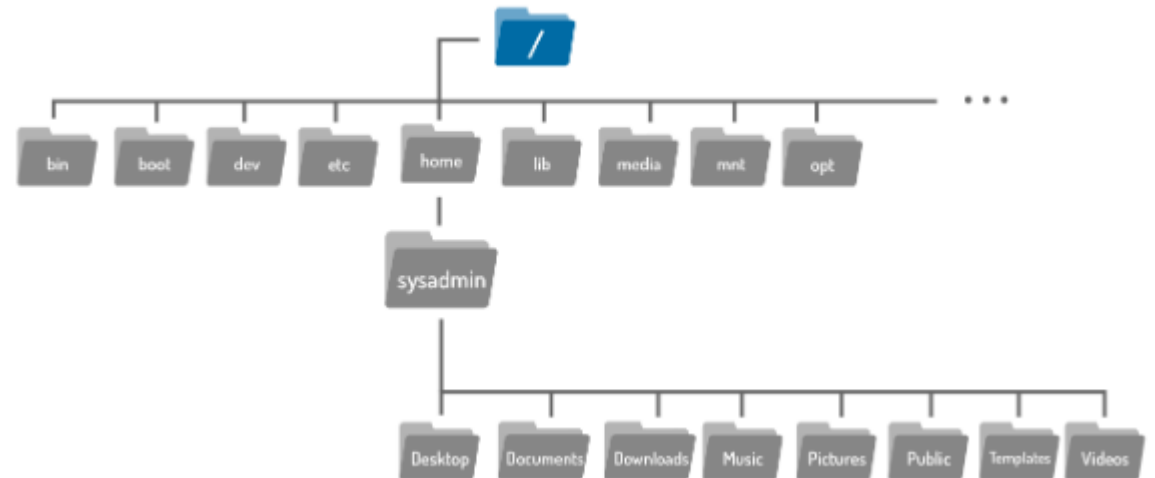 /
...
bin boot dev etc home lib media mnt opt
sysadmin
Desktop Documents Downloads Music Pictures Public Templates Videos